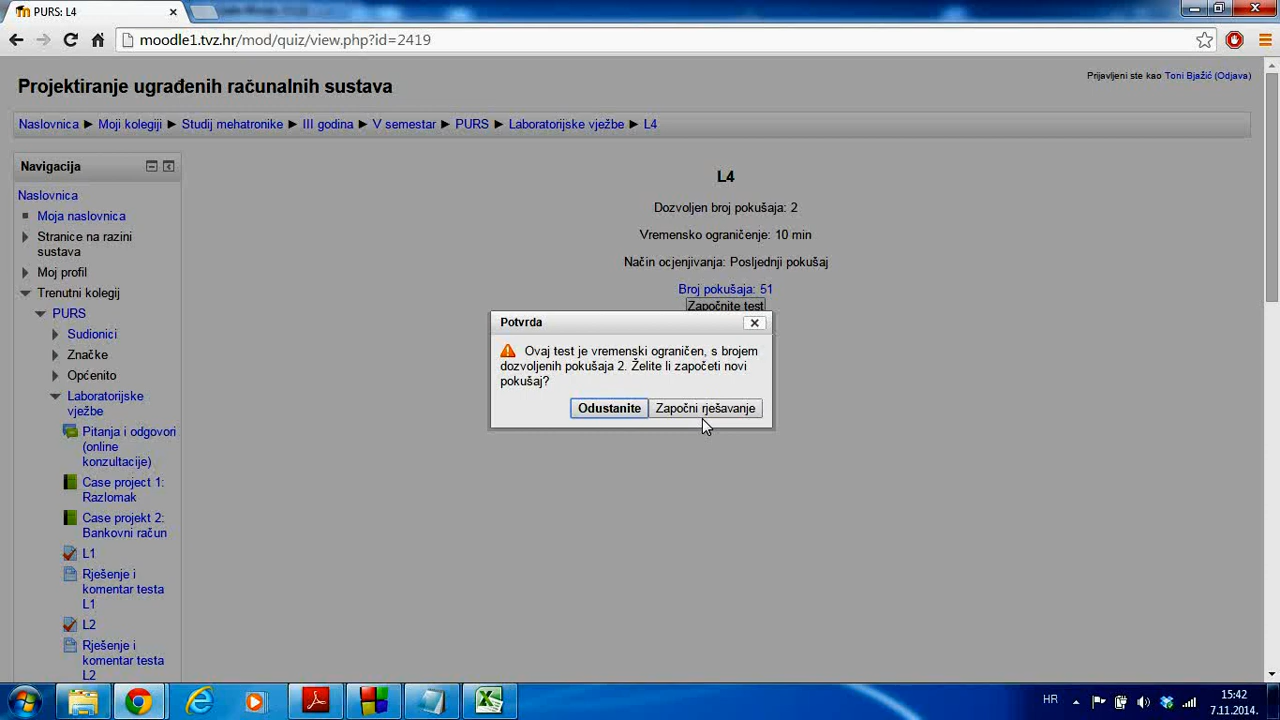 PURS: L4
moodle1.tvz.hr/mod/quiz/view.php?id=2419
Projektiranje ugrađenih računalnih sustava
Prijavljeni ste kao Toni Bjažić (Odjava)
Naslovnica ► Moji kolegiji ► Studij mehatronike ► III godina ► V semestar ► PURS ► Laboratorijske vježbe ► L4
Navigacija
Naslovnica
Moja naslovnica
Stranice na razini
sustava
Moj profil
Trenutni kolegij
PURS
Sudionici
Značke
Općenito
Laboratorijske
vježbe
Pitanja i odgovori
(online
konzultacije)
Case project 1:
Razlomak
Case projekt 2:
Bankovni račun
L1
Rješenje i
komentar testa
L1
L2
Rješenje i
komentar testa
L2
L4
Dozvoljen broj pokušaja: 2
Vremensko ograničenje: 10 min
Način ocjenjivanja: Posljednji pokušaj
Broj pokušaja: 51
Započnite test
Potvrda
Ovaj test je vremenski ograničen, s brojem
dozvoljenih pokušaja 2. Želite li započeti novi
pokušaj?
Odustanite
Započni rješavanje
HR
15:42
7.11.2014.